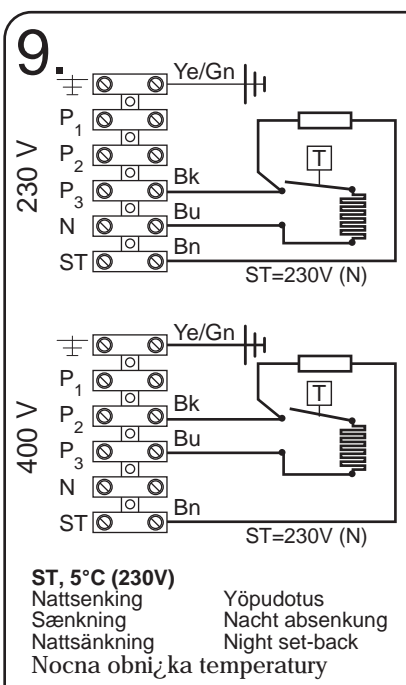 9.
Ye/Gn
P1
P2
230 V
P3
Bk
N
Bu
ST
Bn
T
ST=230V (N)
Ye/Gn
P1
P2
Bk
400 V
P3
Bu
N
ST
Bn
T
ST=230V (N)
ST, 5°C (230V)
Nattsenking Yöpudotus
Sænkning Nacht absenkung
Nattsänkning Night set-back
Nocna obni¿ka temperatury